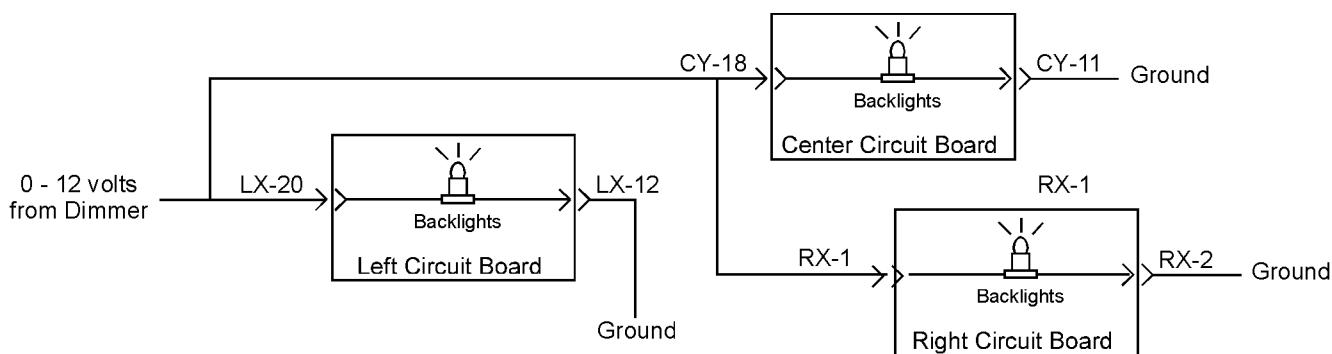 CY-18
CY-11
Ground
Backlights
Center Circuit Board
0 - 12 volts
from Dimmer
LX-20
LX-12
Backlights
Left Circuit Board
Ground
RX-1
RX-1
RX-2
Ground
Backlights
Right Circuit Board